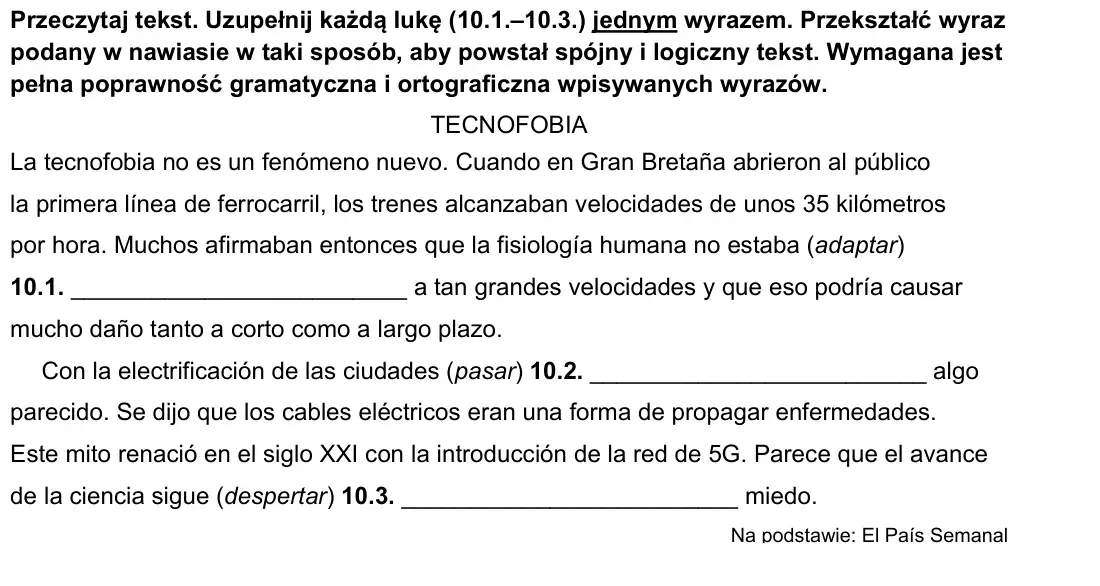 Przeczytaj tekst. Uzupełnij każdą lukę (10.1.–10.3.) jednym wyrazem. Przekształć wyraz
podany w nawiasie w taki sposób, aby powstał spójny i logiczny tekst. Wymagana jest
pełna poprawność gramatyczna i ortograficzna wpisywanych wyrazów.
TECNOFOBIA
La tecnofobia no es un fenómeno nuevo. Cuando en Gran Bretaña abrieron al público
la primera línea de ferrocarril, los trenes alcanzaban velocidades de unos 35 kilómetros
por hora. Muchos afirmaban entonces que la fisiología humana no estaba (adaptar)
10.1. _________________________ a tan grandes velocidades y que eso podría causar
mucho daño tanto a corto como a largo plazo.
Con la electrificación de las ciudades (pasar) 10.2. _________________________ algo
parecido. Se dijo que los cables eléctricos eran una forma de propagar enfermedades.
Este mito renació en el siglo XXI con la introducción de la red de 5G. Parece que el avance
de la ciencia sigue (despertar) 10.3. _________________________ miedo.
Na podstawie: El País Semanal